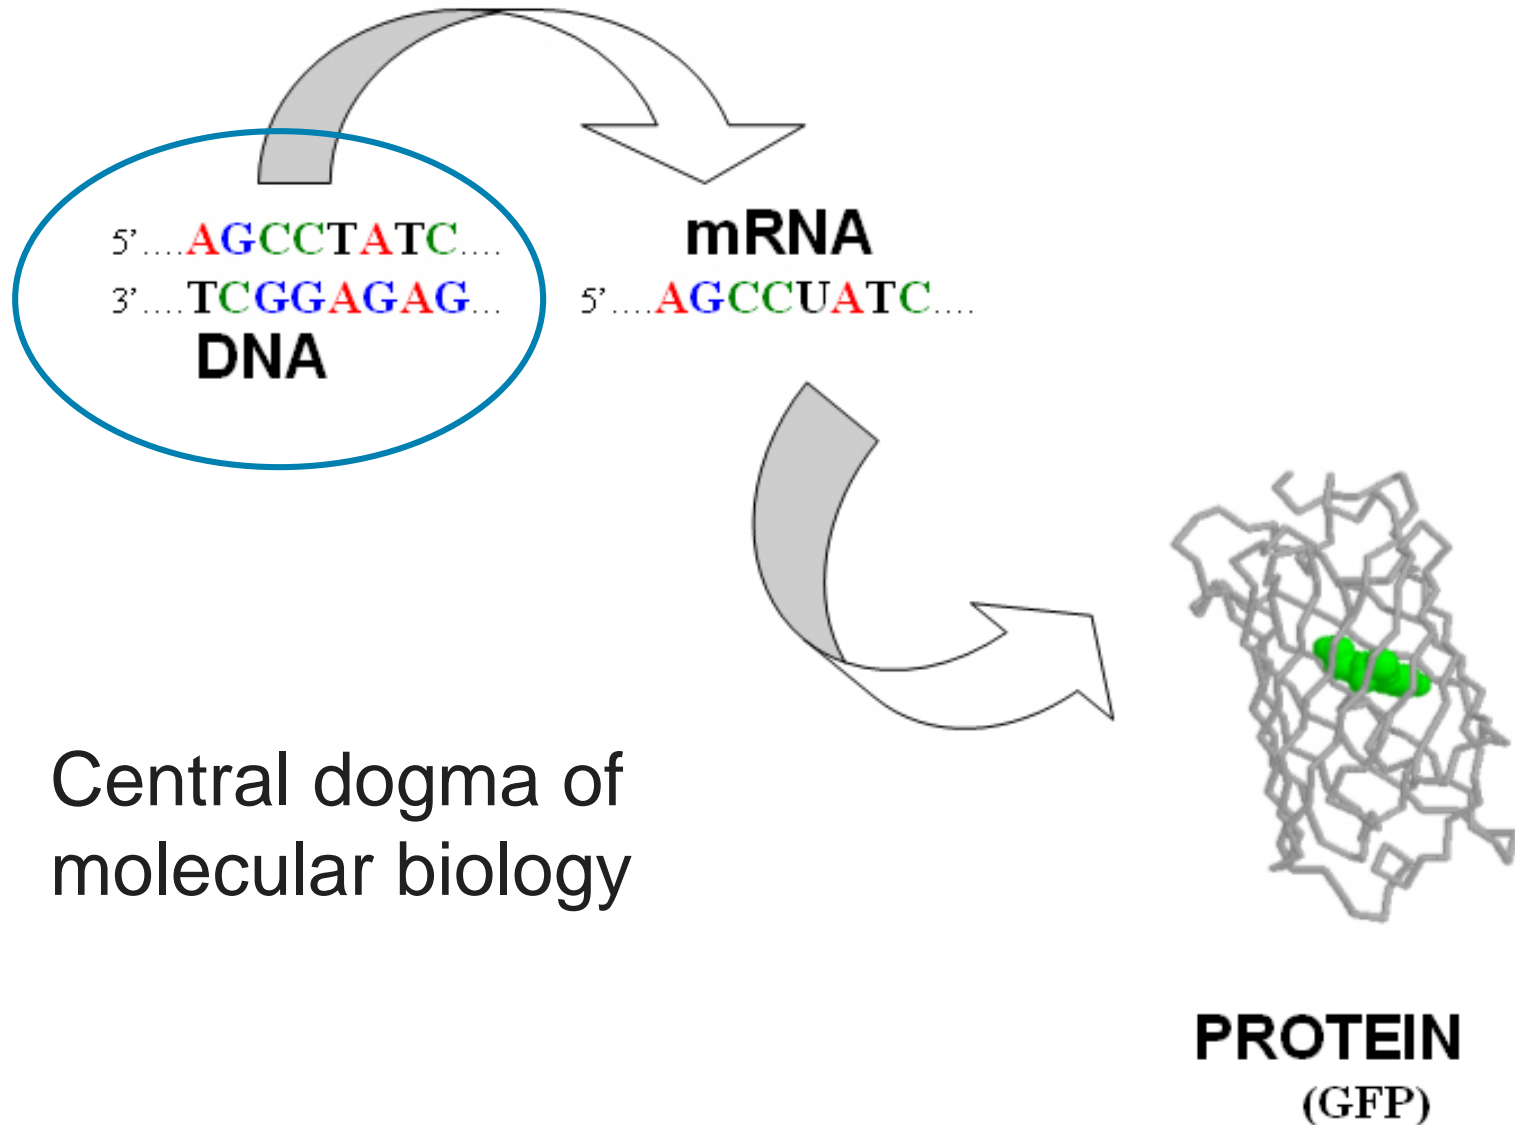 5’....AGCCTATC....
3’ ....TCGGAGAG...
DNA
mRNA
5’....AGCCUATC....
Central dogma of
molecular biology
PROTEIN
(GFP)